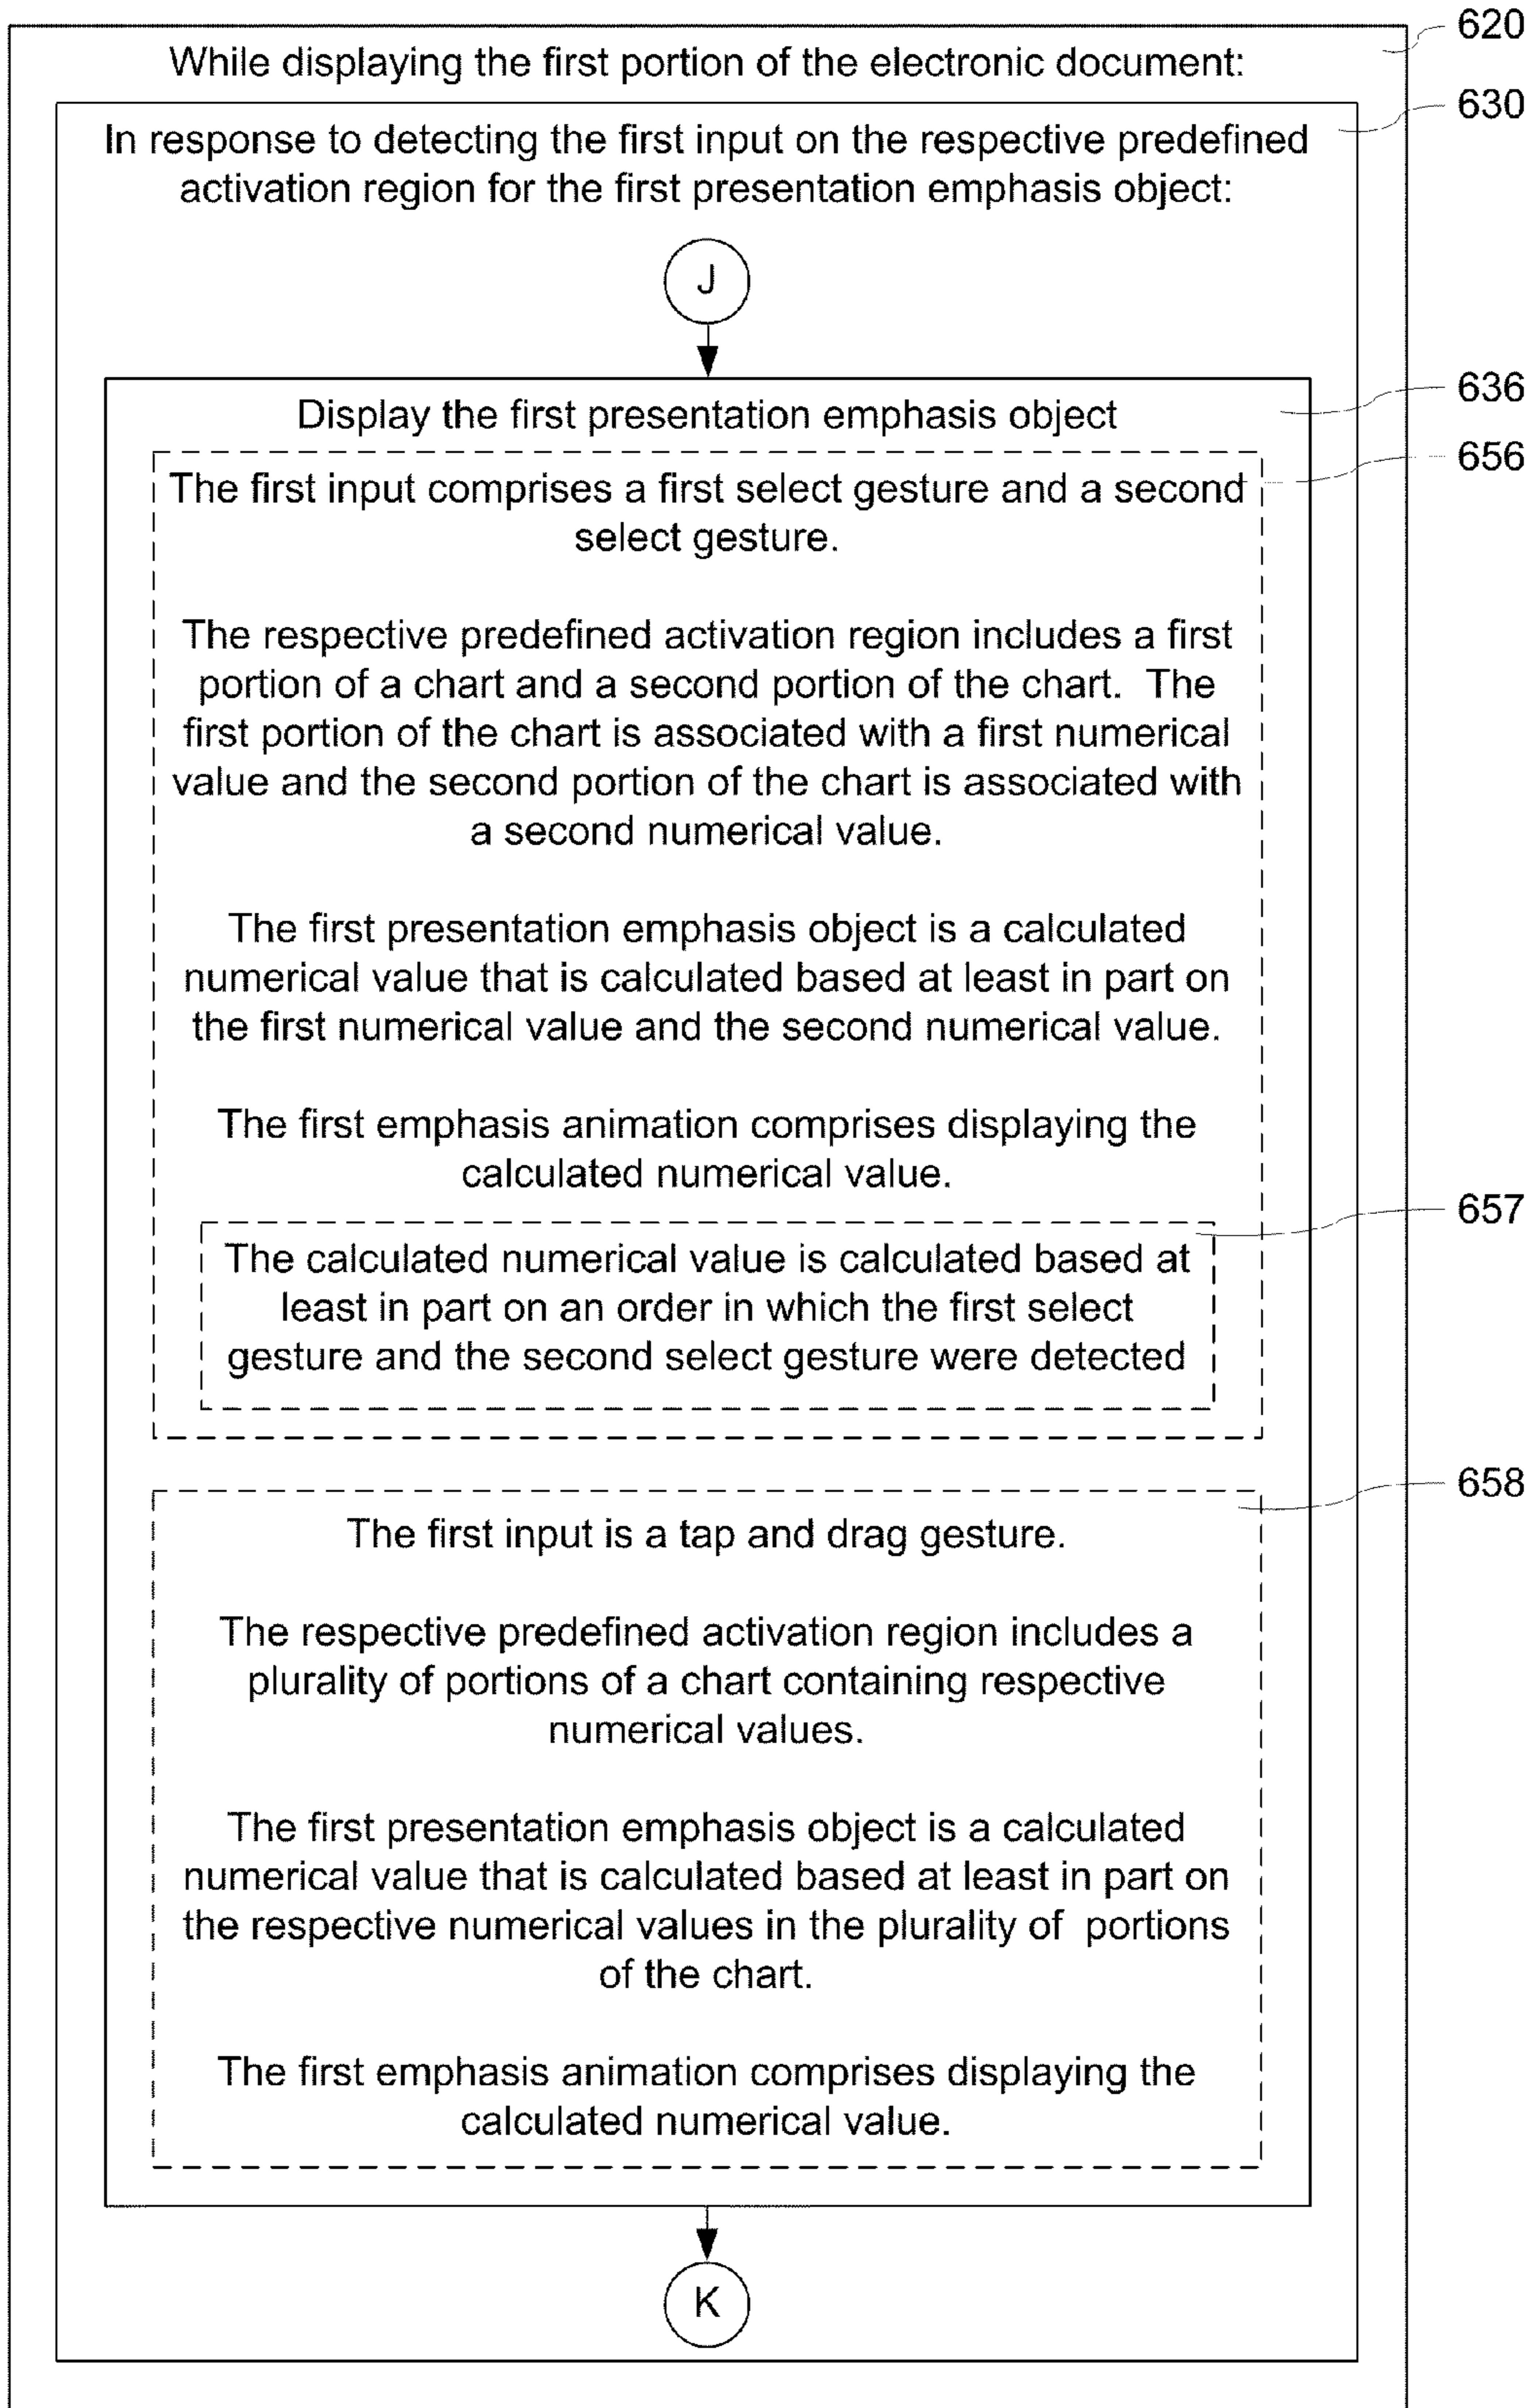 620
While displaying the first portion of the electronic document:
630
In response to detecting the first input on the respective predefined
activation region for the first presentation emphasis object:
J
636
Display the first presentation emphasis object
656
The first input comprises a first select gesture and a second
select gesture.
The respective predefined activation region includes a first
portion of a chart and a second portion of the chart.  The
first portion of the chart is associated with a first numerical
value and the second portion of the chart is associated with
a second numerical value.
The first presentation emphasis object is a calculated
numerical value that is calculated based at least in part on
the first numerical value and the second numerical value.
The first emphasis animation comprises displaying the
calculated numerical value.
657
The calculated numerical value is calculated based at
least in part on an order in which the first select
gesture and the second select gesture were detected
658
The first input is a tap and drag gesture.
The respective predefined activation region includes a
plurality of portions of a chart containing respective
numerical values.
The first presentation emphasis object is a calculated
numerical value that is calculated based at least in part on
the respective numerical values in the plurality of  portions
of the chart.
The first emphasis animation comprises displaying the
calculated numerical value.
K